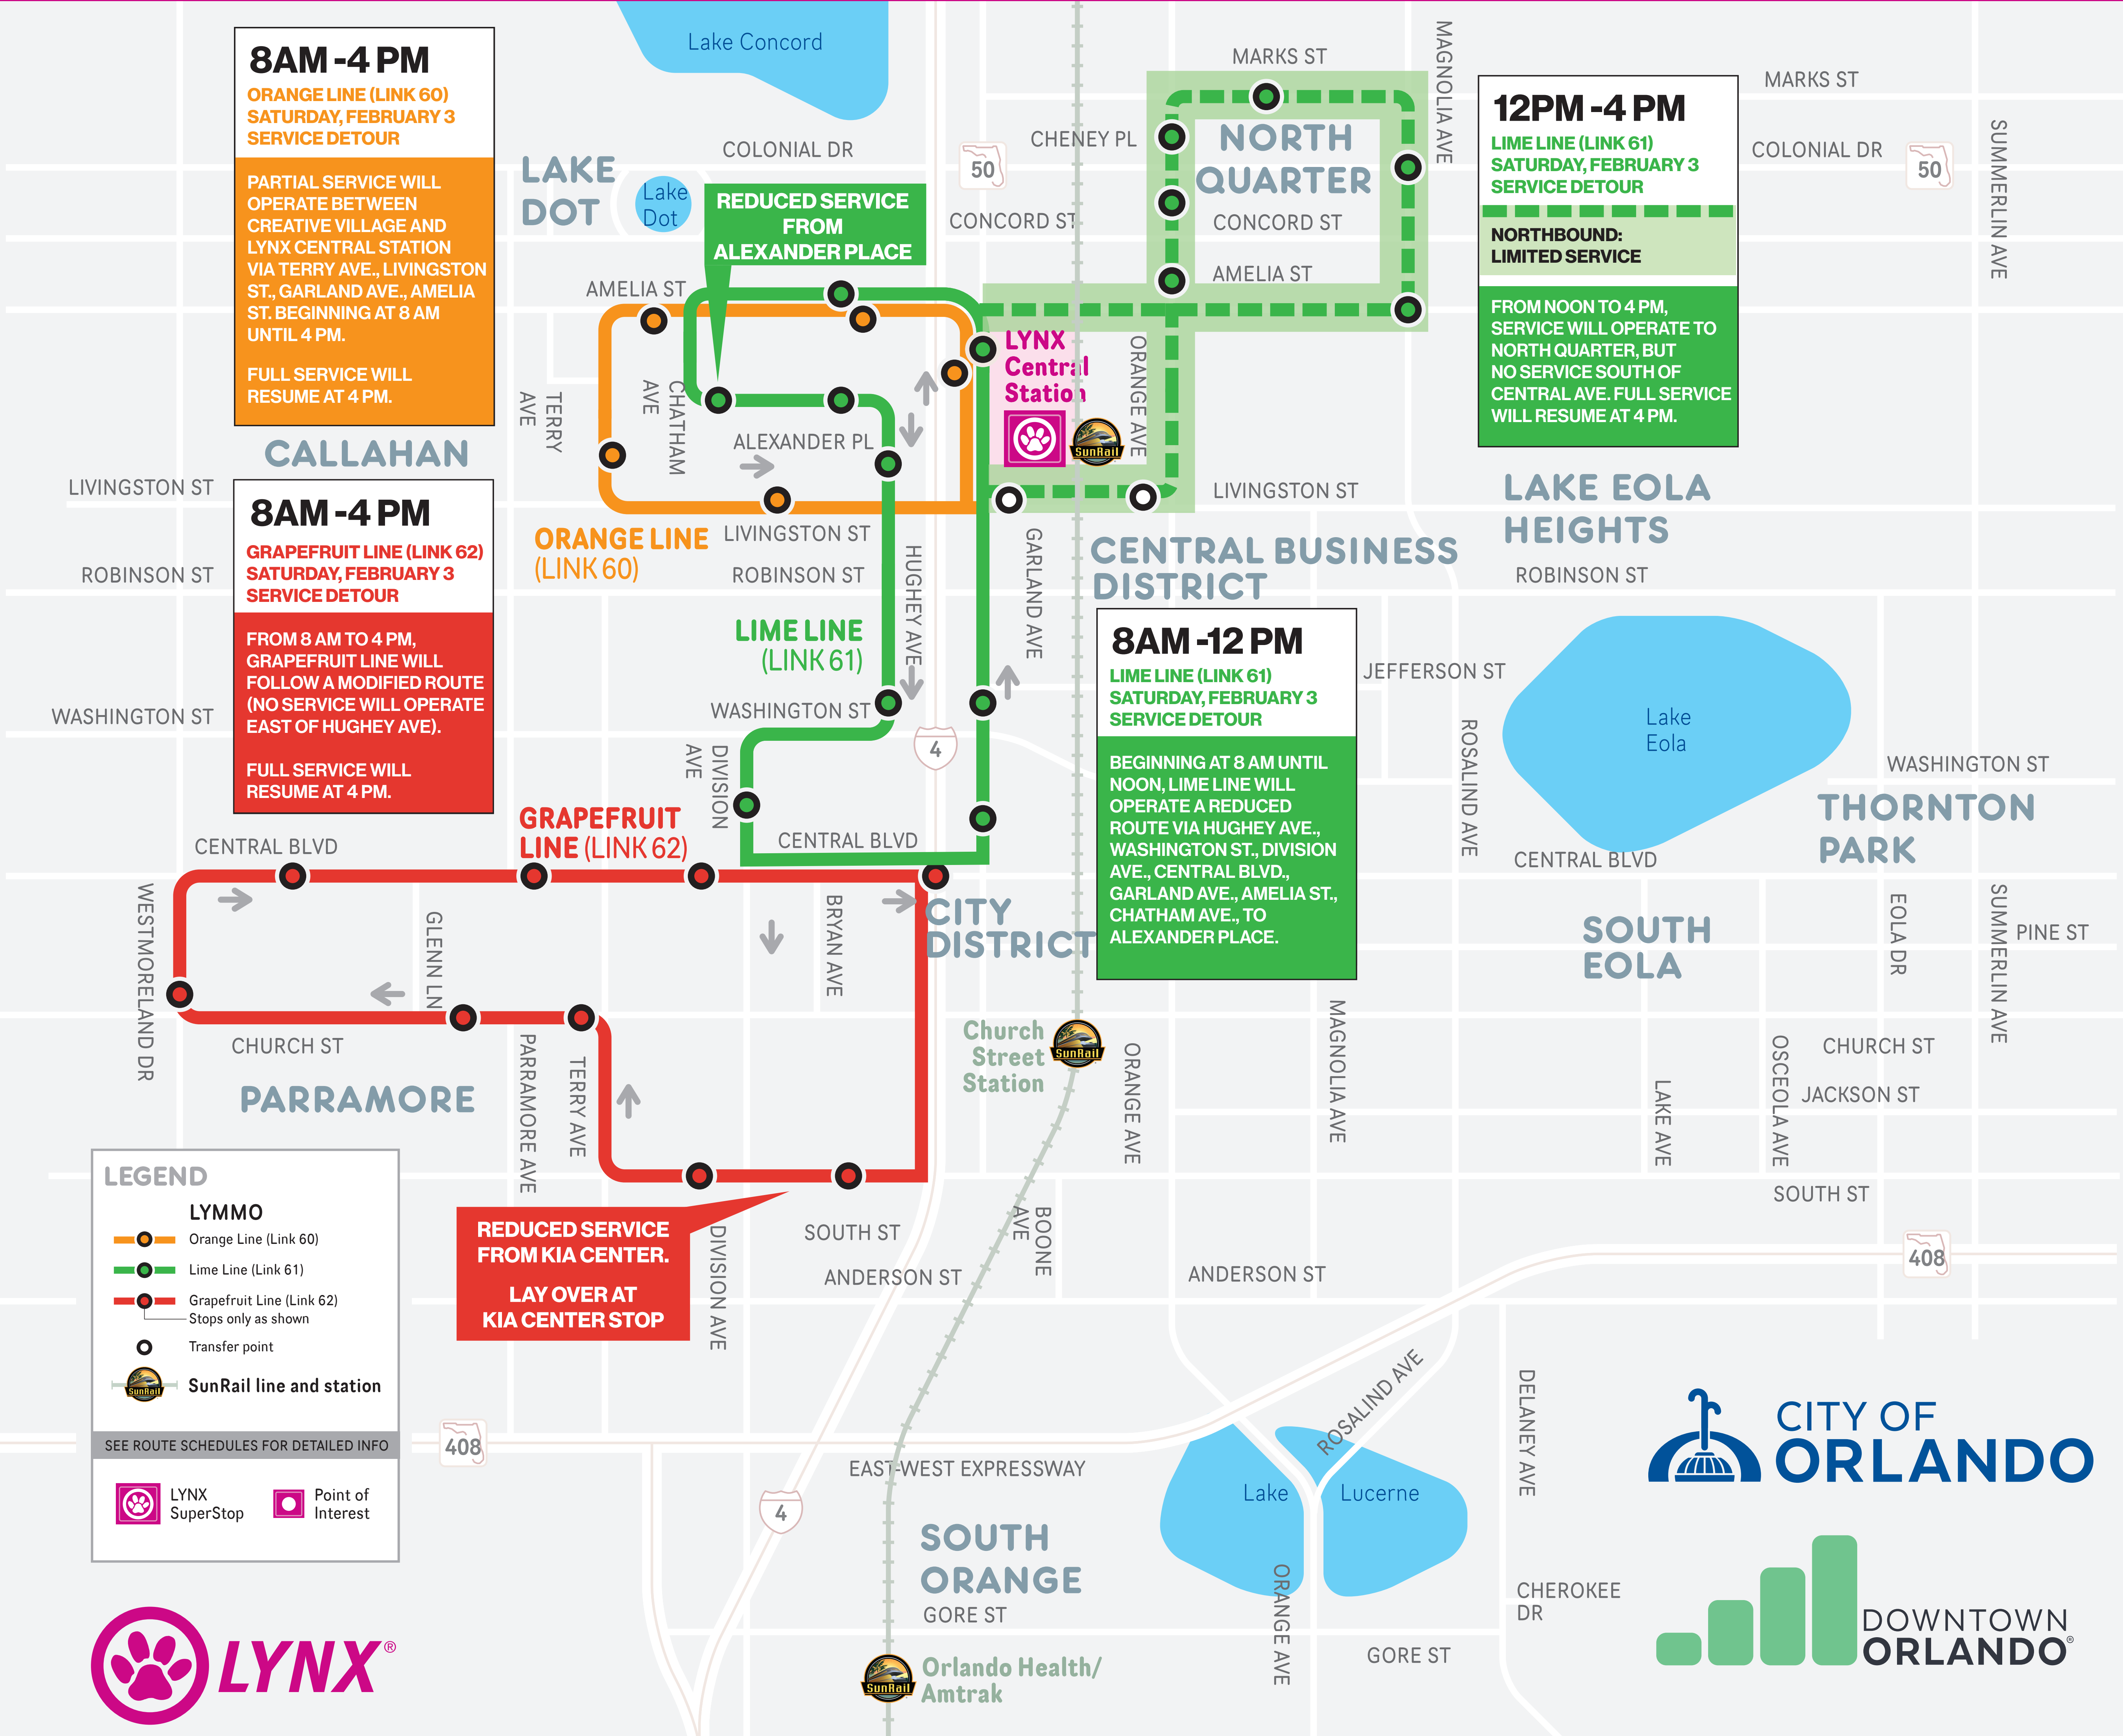 8AM -4 PM
ORANGE LINE (LINK 60)
SATURDAY, FEBRUARY 3
SERVICE DETOUR
PARTIAL SERVICE WILL
OPERATE BETWEEN
CREATIVE VILLAGE AND
LYNX CENTRAL STATION
VIA TERRY AVE., LIVINGSTON
ST., GARLAND AVE., AMELIA
ST. BEGINNING AT 8 AM
UNTIL 4 PM.
FULL SERVICE WILL
RESUME AT 4 PM.
Lake Concord
COLONIAL DR
LAKE
DOT
Lake
Dot
REDUCED SERVICE
FROM
ALEXANDER PLACE
50
CONCORD ST
CHENEY PL
MARKS ST
NORTH
QUARTER
CONCORD ST
AMELIA ST
MAGNOLIA AVE
12PM -4 PM
LIME LINE (LINK 61)
SATURDAY, FEBRUARY 3
SERVICE DETOUR
NORTHBOUND:
LIMITED SERVICE
FROM NOON TO 4 PM,
SERVICE WILL OPERATE TO
NORTH QUARTER, BUT
NO SERVICE SOUTH OF
CENTRAL AVE. FULL SERVICE
WILL RESUME AT 4 PM.
MARKS ST
COLONIAL DR
50
SUMMERLIN AVE
AMELIA ST
TERRY
AVE
CHATHAM
AVE
ALEXANDER PL
LYNX
Central
Station
SunRail
ORANGE AVE
LIVINGSTON ST
LAKE EOLA
HEIGHTS
CALLAHAN
LIVINGSTON ST
ROBINSON ST
WASHINGTON ST
8AM -4 PM
GRAPEFRUIT LINE (LINK 62)
SATURDAY, FEBRUARY 3
SERVICE DETOUR
FROM 8 AM TO 4 PM,
GRAPEFRUIT LINE WILL
FOLLOW A MODIFIED ROUTE
(NO SERVICE WILL OPERATE
EAST OF HUGHEY AVE).
FULL SERVICE WILL
RESUME AT 4 PM.
ORANGE LINE
(LINK 60)
LIVINGSTON ST
ROBINSON ST
LIME LINE
(LINK 61)
HUGHEY AVE
GARLAND AVE
WASHINGTON ST
4
DIVISION
AVE
CENTRAL BLVD
CENTRAL BUSINESS
DISTRICT
ROBINSON ST
8AM -12 PM
LIME LINE (LINK 61)
SATURDAY, FEBRUARY 3
SERVICE DETOUR
BEGINNING AT 8 AM UNTIL
NOON, LIME LINE WILL
OPERATE A REDUCED
ROUTE VIA HUGHEY AVE.,
WASHINGTON ST., DIVISION
AVE., CENTRAL BLVD.,
GARLAND AVE., AMELIA ST.,
CHATHAM AVE., TO
ALEXANDER PLACE.
JEFFERSON ST
ROSALIND AVE
Lake
Eola
WASHINGTON ST
THORNTON
PARK
CENTRAL BLVD
GRAPEFRUIT
LINE (LINK 62)
CENTRAL BLVD
WESTMORELAND DR
GLENN LN
BRYAN AVE
CITY
DISTRICT
SOUTH
EOLA
EOLA DR
SUMMERLIN AVE
PINE ST
CHURCH ST
PARRAMORE
PARRAMORE AVE
TERRY AVE
Church
Street
Station
SunRail
ORANGE AVE
MAGNOLIA AVE
LAKE AVE
OSCEOLA AVE
CHURCH ST
JACKSON ST
SOUTH ST
REDUCED SERVICE
FROM KIA CENTER.
LAY OVER AT
KIA CENTER STOP
DIVISION AVE
SOUTH ST
ANDERSON ST
BOONE
AVE
ANDERSON ST
408
LEGEND
LYMMO
Orange Line (Link 60)
Lime Line (Link 61)
Grapefruit Line (Link 62)
Stops only as shown
Transfer point
SunRail
SunRail line and station
SEE ROUTE SCHEDULES FOR DETAILED INFO
LYNX
SuperStop
Point of
Interest
408
EAST-WEST EXPRESSWAY
4
ROSALIND AVE
DELANEY AVE
Lake
Lucerne
SOUTH
ORANGE
GORE ST
ORANGE AVE
CHEROKEE
DR
GORE ST
SunRail
Orlando Health/
Amtrak
LYNX®
CITY OF
ORLANDO
DOWNTOWN
ORLANDO®